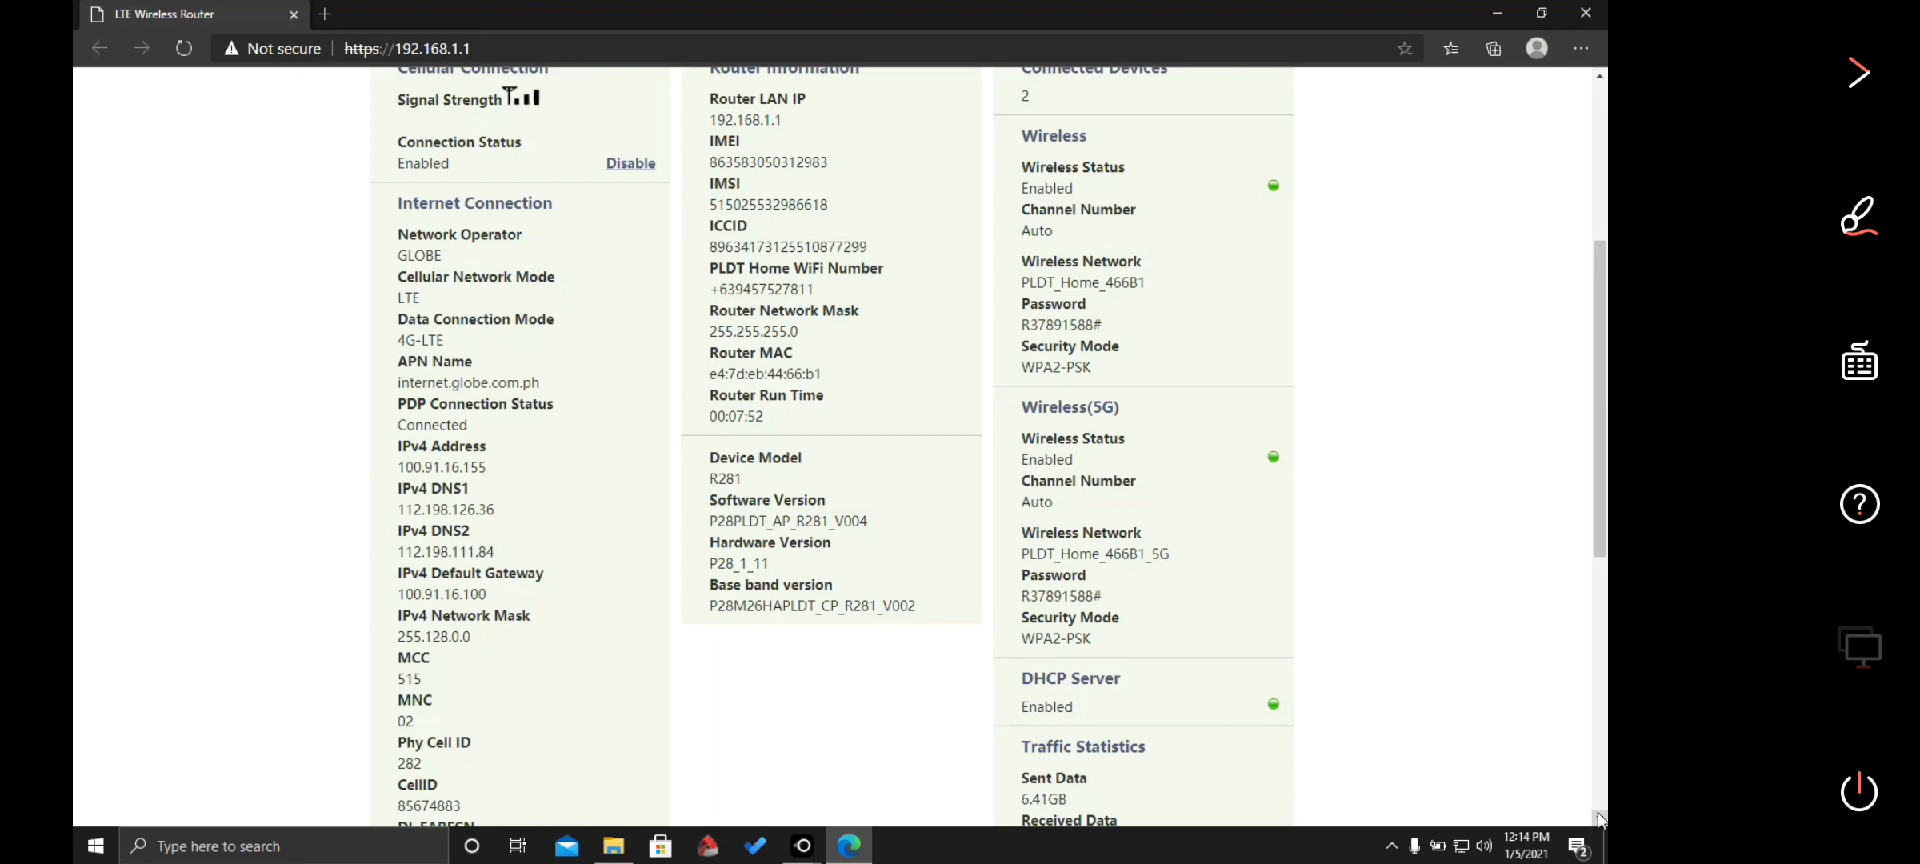 LTE Wireless Router
Not secure
https://192.168.1.1
Cellular Connection
Signal Strength
Connection Status
Enabled
Disable
Internet Connection
Network Operator
GLOBE
Cellular Network Mode
LTE
Data Connection Mode
4G-LTE
APN Name
internet.globe.com.ph
PDP Connection Status
Connected
IPv4 Address
100.91.16.155
IPv4 DNS1
112.198.126.36
IPv4 DNS2
112.198.111.84
IPv4 Default Gateway
100.91.16.100
IPv4 Network Mask
255.128.0.0
MCC
515
MNC
02
Phy Cell ID
282
CellID
85674883
DL EARFCN
Router Information
Router LAN IP
192.168.1.1
IMEI
863583050312983
IMSI
515025532986618
ICCID
89634173125510877299
PLDT Home WiFi Number
+639457527811
Router Network Mask
255.255.255.0
Router MAC
e4:7d:eb:44:66:b1
Router Run Time
00:07:52
Device Model
R281
Software Version
P28PLDT_AP_R281_V004
Hardware Version
P28_1_11
Base band version
P28M26HAPLDT_CP_R281_V002
Connected Devices
2
Wireless
Wireless Status
Enabled
Channel Number
Auto
Wireless Network
PLDT_Home_466B1
Password
R37891588#
Security Mode
WPA2-PSK
Wireless(5G)
Wireless Status
Enabled
Channel Number
Auto
Wireless Network
PLDT_Home_466B1_5G
Password
R37891588#
Security Mode
WPA2-PSK
DHCP Server
Enabled
Traffic Statistics
Sent Data
6.41GB
Received Data
Type here to search
12:14 PM
1/5/2021
2